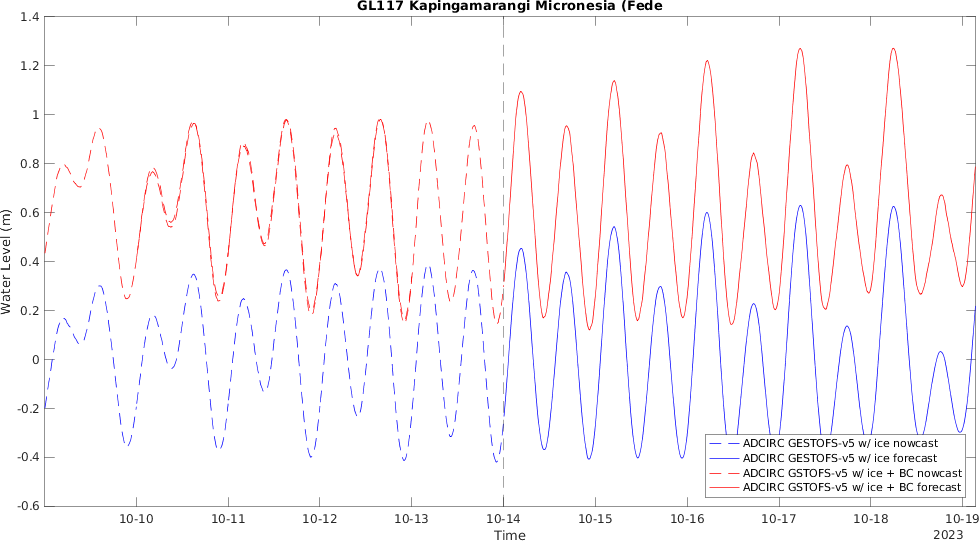 GL117 Kapingamarangi Micronesia (Fede
1.4
1.2
1
0.8
0.6
0.4
0.2
0
-0.2
-0.4
-0.6
Water Level (m)
ADCIRC GESTOFS-v5 w/ ice nowcast
ADCIRC GESTOFS-v5 w/ ice forecast
ADCIRC GSTOFS-v5 w/ ice + BC nowcast
ADCIRC GSTOFS-v5 w/ ice + BC forecast
10-10 10-11 10-12 10-13 10-14 10-15 10-16 10-17 10-18 10-19
Time
2023